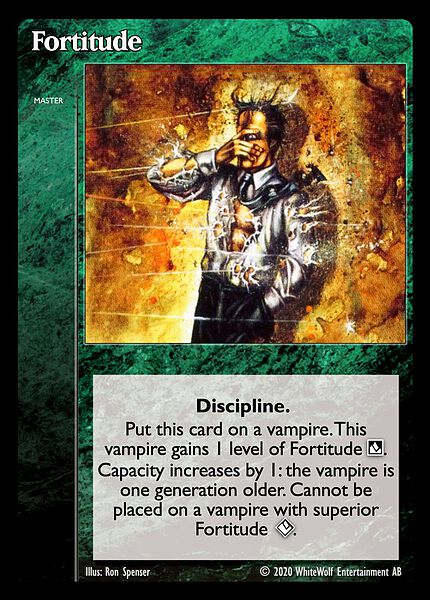 Fortitude
MASTER
Discipline.
Put this card on a vampire. This
vampire gains 1 level of Fortitude.
Capacity increases by 1: the vampire is
one generation older. Cannot be
placed on a vampire with superior
Fortitude.
Illus: Ron Spenser
© 2020 WhiteWolf Entertainment AB